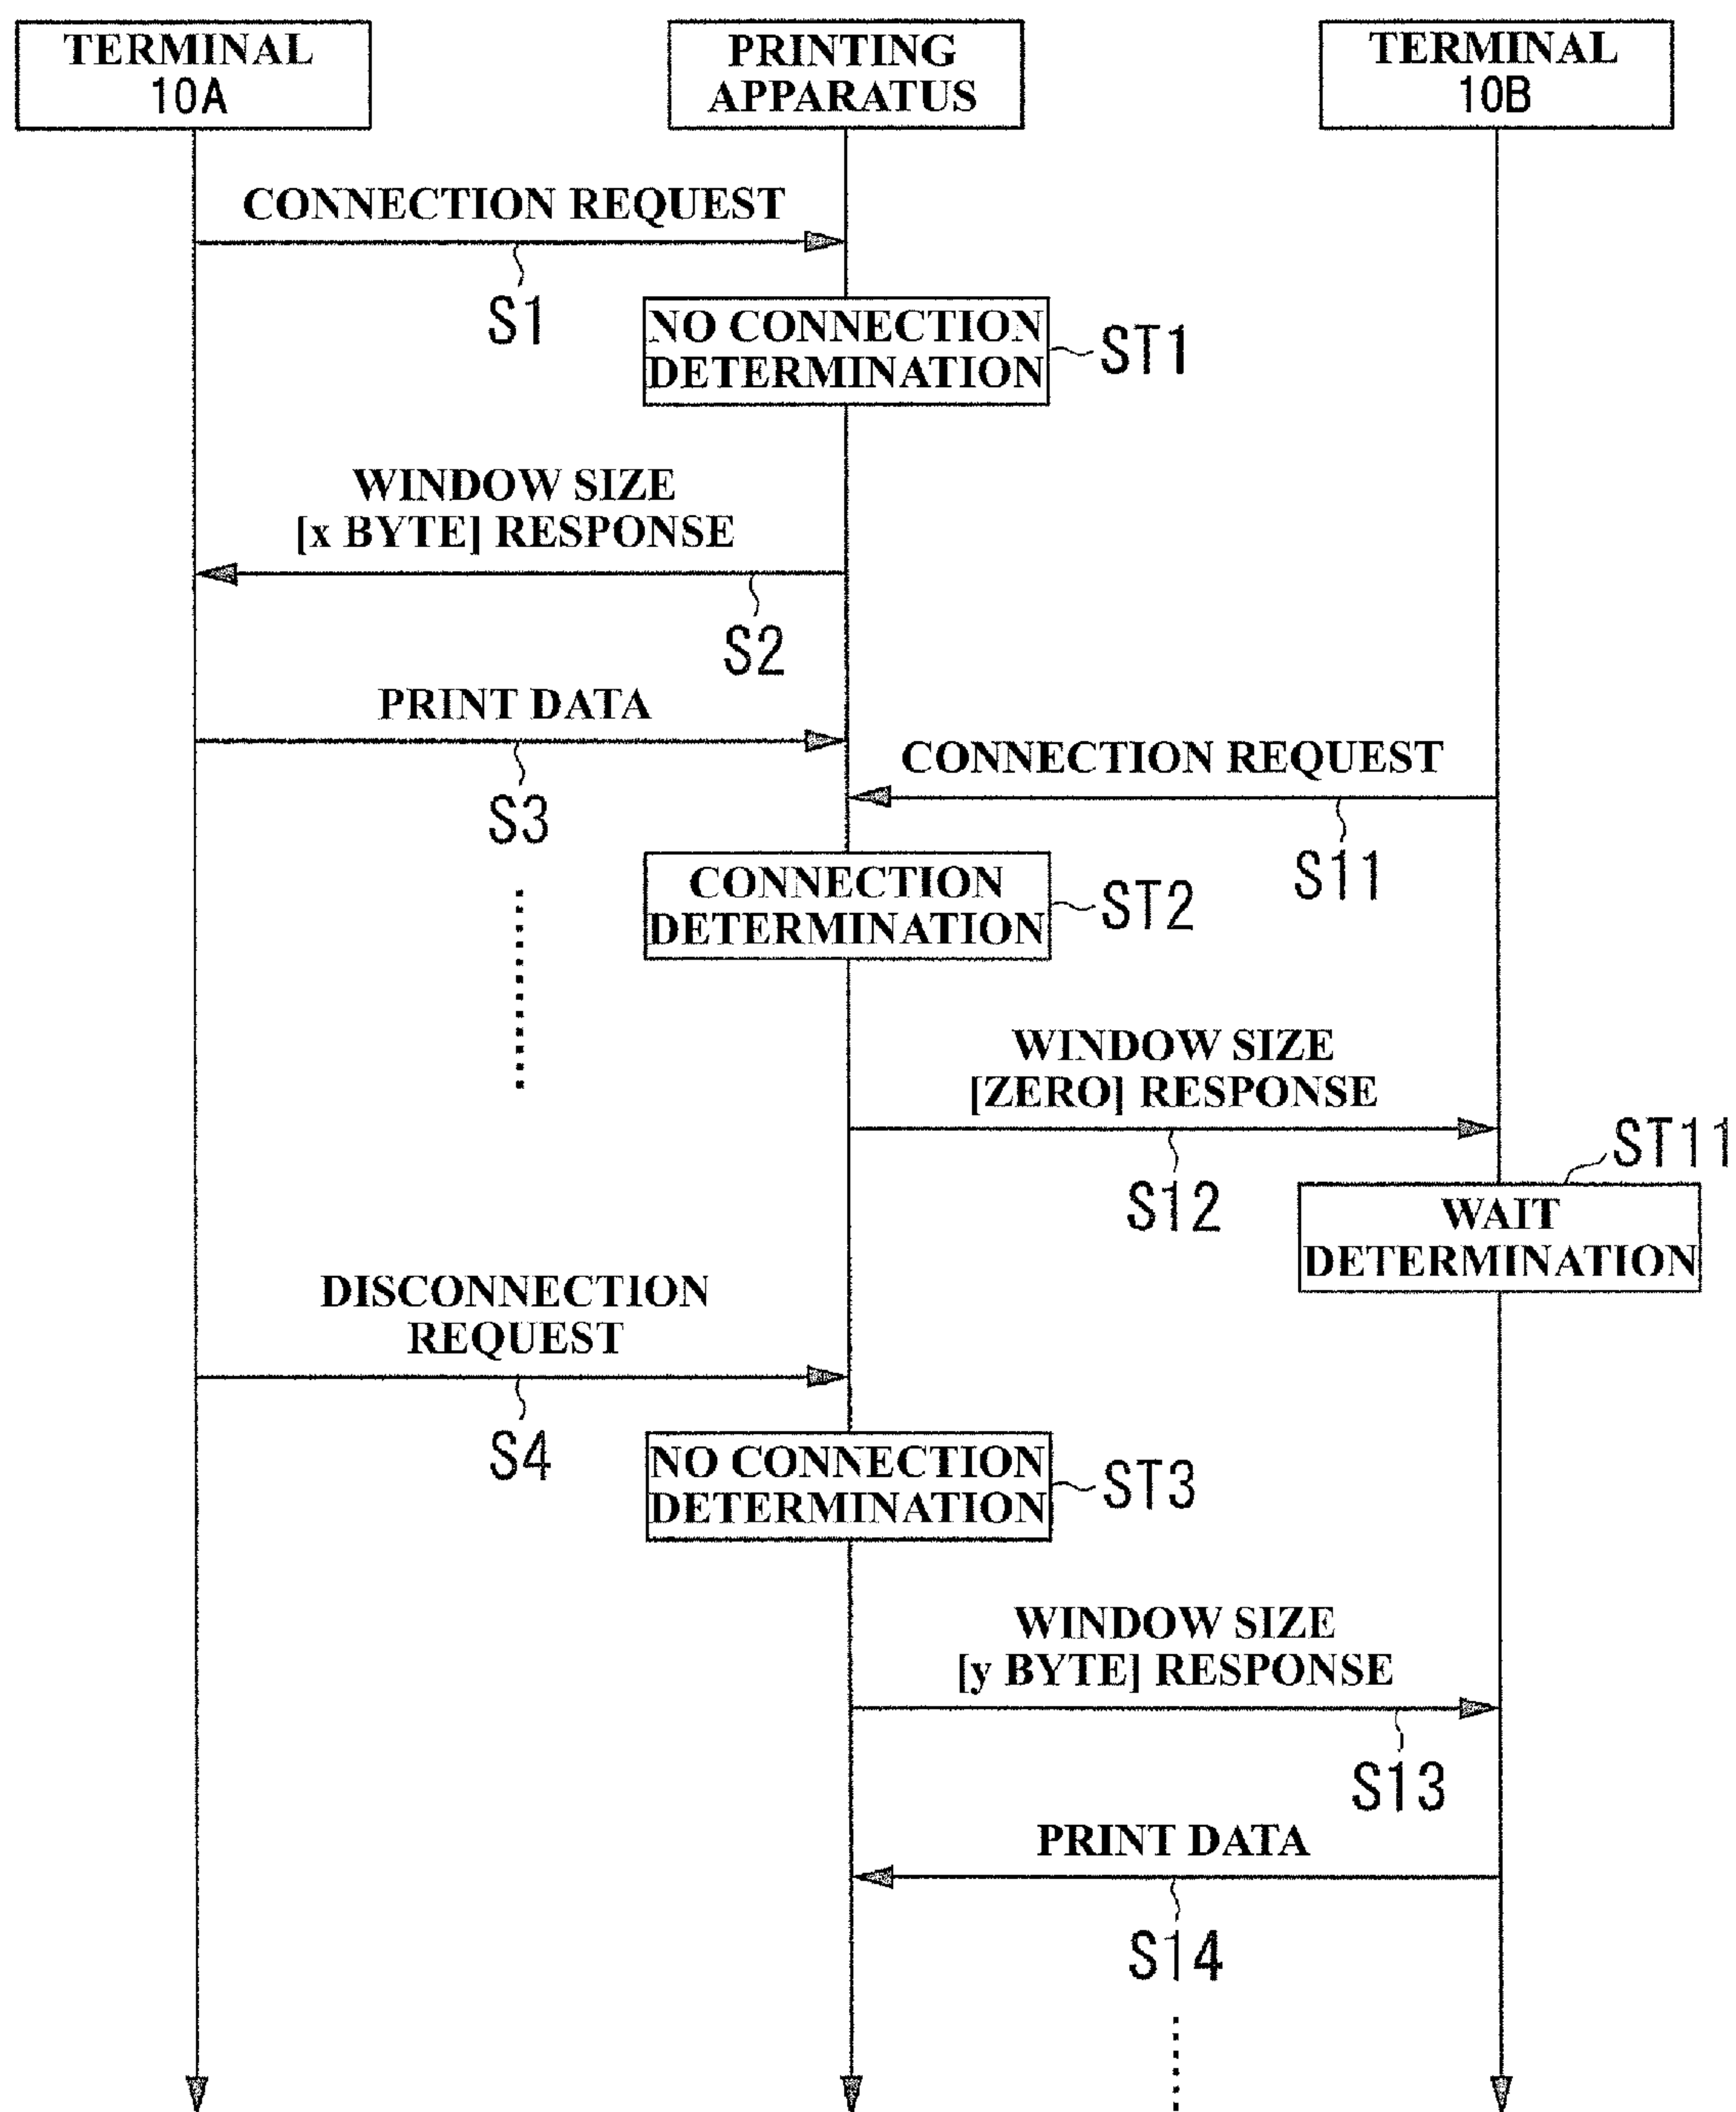 TERMINAL
10A
PRINTING
APPARATUS
TERMINAL
10B
CONNECTION REQUEST
S1
NO CONNECTION
DETERMINATION
ST1
WINDOW SIZE
[x BYTE] RESPONSE
S2
PRINT DATA
S3
CONNECTION REQUEST
S11
CONNECTION
DETERMINATION
ST2
WINDOW SIZE
[ZERO] RESPONSE
S12
ST11
WAIT
DETERMINATION
DISCONNECTION
REQUEST
S4
NO CONNECTION
DETERMINATION
ST3
WINDOW SIZE
[y BYTE] RESPONSE
S13
PRINT DATA
S14